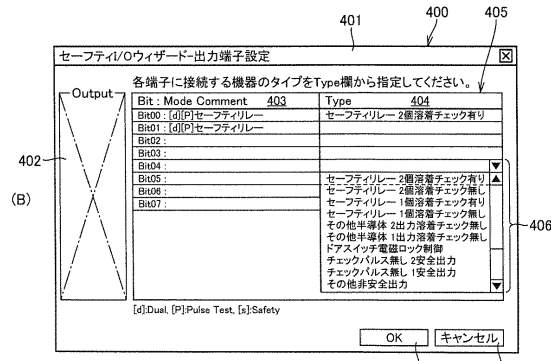 401
400
405
セーフティI/Oウィザード-出力端子設定
各端子に接続する機器のタイプをType欄から指定してください。
Output
Bit : Mode Comment 403 Type 404
Bit00 : [d][P]セーフティリレー セーフティリレー 2個溶着チェック有り
Bit01 : [d][P]セーフティリレー
Bit02 :
Bit03 :
402
Bit04 :
Bit05 : セーフティリレー 2個溶着チェック有り
(B)
Bit06 : セーフティリレー 2個溶着チェック無し
Bit07 : セーフティリレー 1個溶着チェック有り
セーフティリレー 1個溶着チェック無し
406
その他半導体 2出力溶着チェック無し
その他半導体 1出力溶着チェック無し
ドアスイッチ電磁ロック制御
チェックパルス無し 2安全出力
チェックパルス無し 1安全出力
その他非安全出力
[d]:Dual, [P]:Pulse Test, [s]:Safety
OK キャンセル